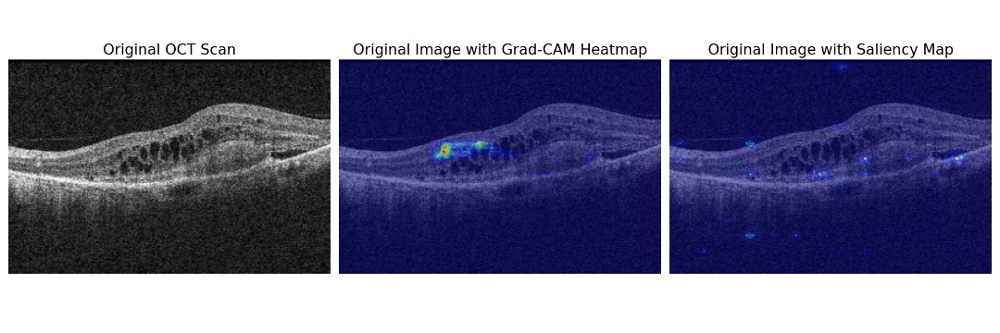 Original OCT Scan
Original Image with Grad-CAM Heatmap
Original Image with Saliency Map